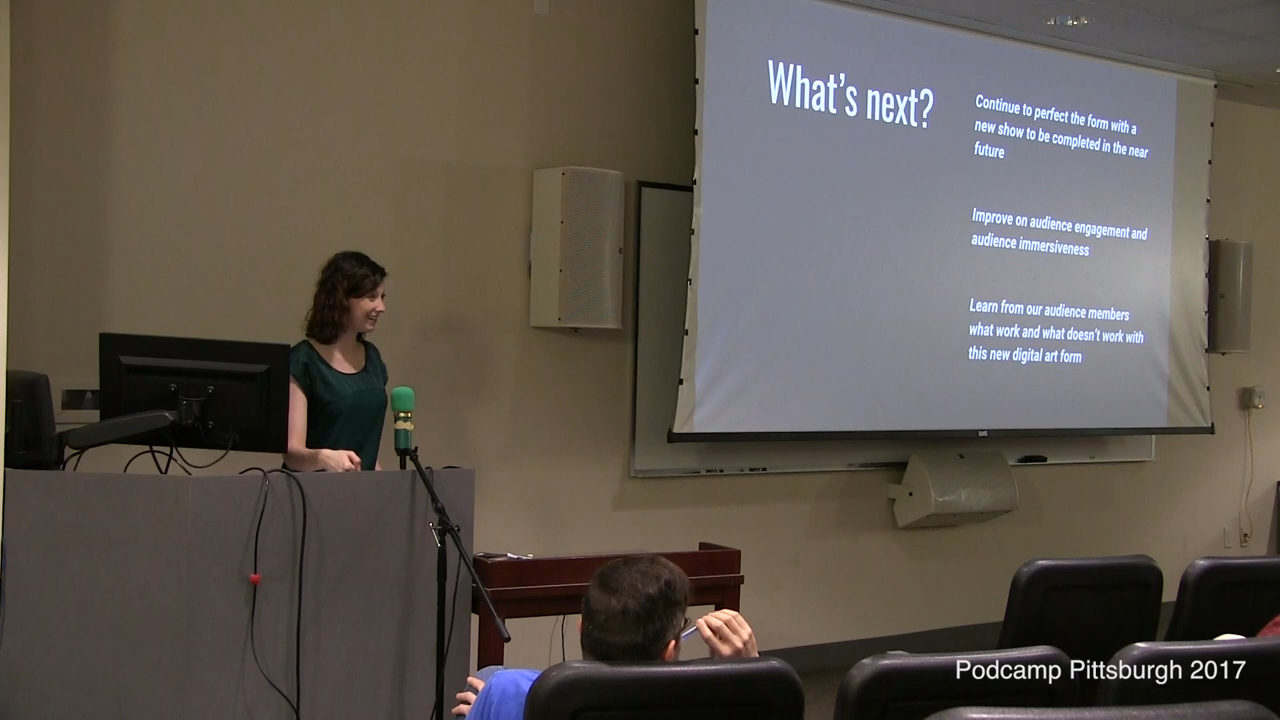 What's next?
Continue to perfect the form with a
new show to be completed in the near
future
Improve on audience engagement and
audience immersiveness
Learn from our audience members
what work and what doesn't work with
this new digital art form
Podcamp Pittsburgh 2017